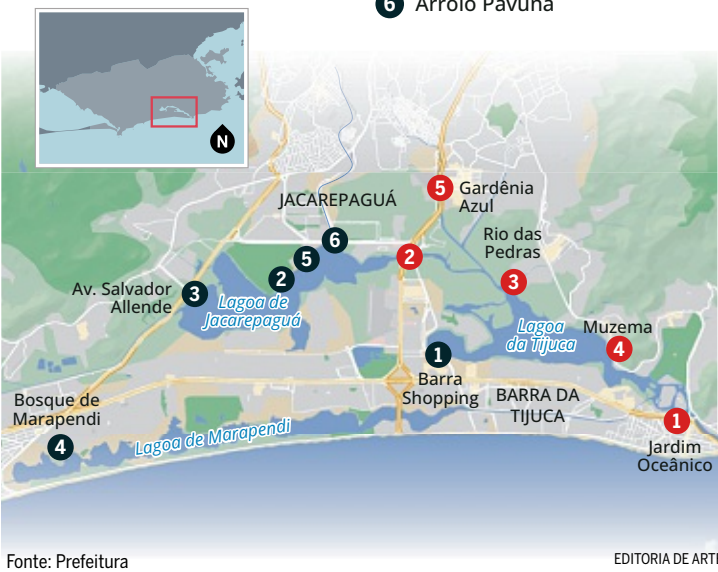 6 Arroio Pavuna
N
JACAREPAGUÁ
5 Gardênia
Azul
Rio das
Pedras
6
5
2
2
3
Av. Salvador
Allende
3
Lagoa de
Jacarepaguá
Lagoa
da Tijuca
Muzema
4
1
Barra
Shopping
BARRA DA
TIJUCA
Bosque de
Marapendi
4
Lagoa de Marapendi
1
Jardim
Oceânico
Fonte: Prefeitura
EDITORIA DE ARTE